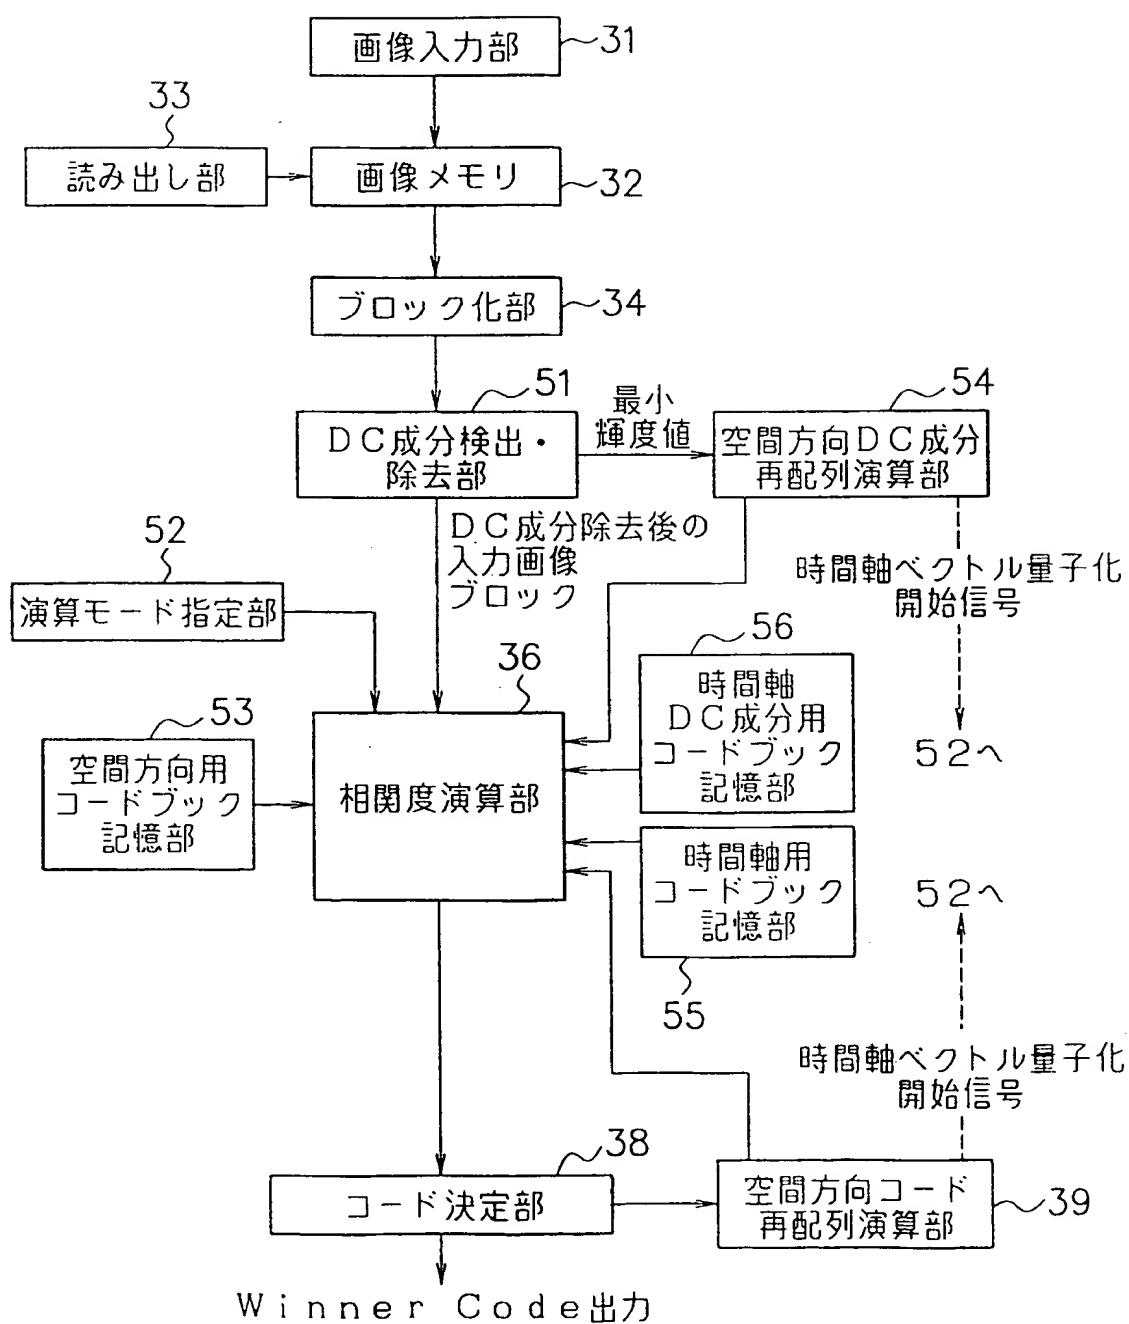 画像入力部
31
33
読み出し部
画像メモリ
32
ブロック化部
34
51
最小
輝度値
54
DC成分検出・
除去部
空間方向DC成分
再配列演算部
DC成分除去後の
入力画像
ブロック
52
演算モード指定部
時間軸ベクトル量子化
開始信号
36
56
時間軸
DC成分用
コードブック
記憶部
52へ
53
空間方向用
コードブック
記憶部
相関度演算部
時間軸用
コードブック
記憶部
55
52へ
時間軸ベクトル量子化
開始信号
38
コード決定部
空間方向コード
再配列演算部
39
Winner Code出力